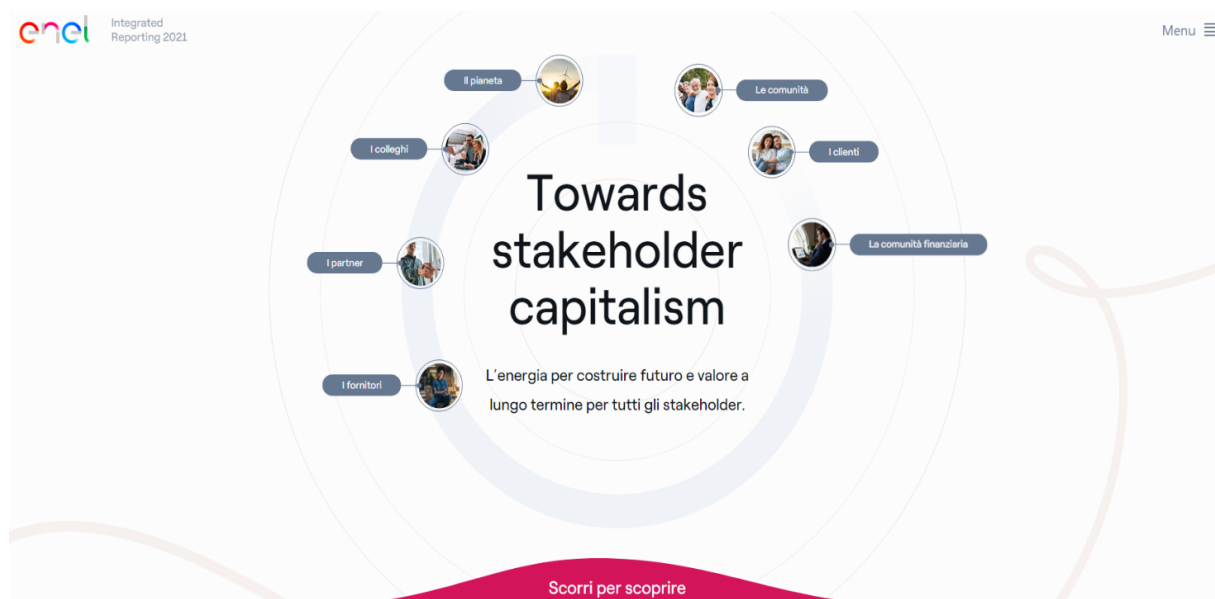 enel
Integrated
Reporting 2021
Menu
Il pianeta
Le comunità
I colleghi
I clienti
Towards
stakeholder
capitalism
I partner
La comunità finanziaria
I fornitori
L'energia per costruire futuro e valore a
lungo termine per tutti gli stakeholder.
Scorri per scoprire